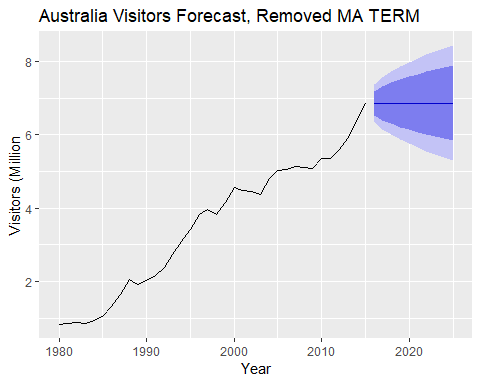 Australia Visitors Forecast, Removed MA TERM
8
6
4
2
Visitors (Million
1980 1990 2000 2010 2020
Year